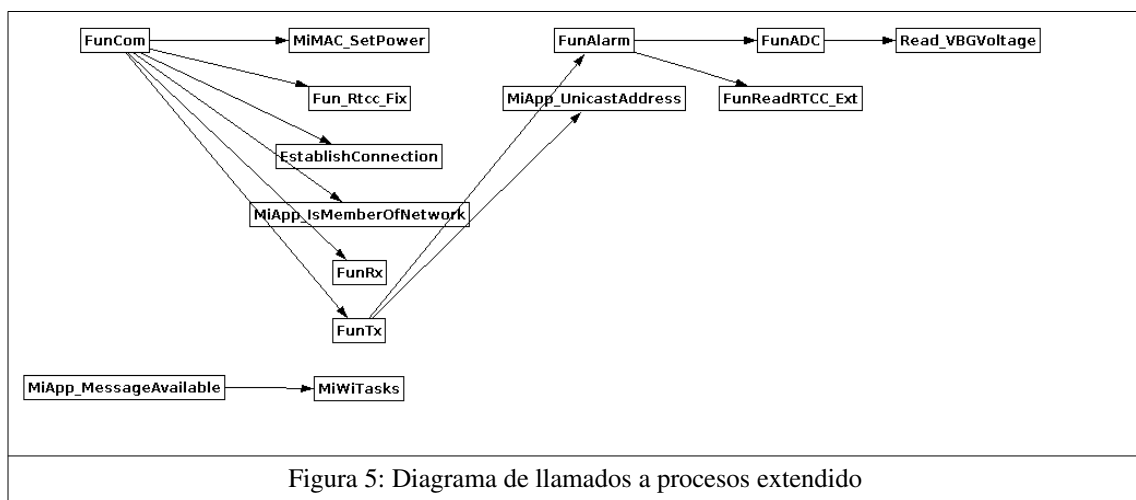 FunCom MiMAC_SetPower FunAlarm FunADC Read_VBGVoltage
Fun_Rtcc_Fix MiApp_UnicastAddress FunReadRTCC_Ext
EstablishConnection
MiApp_IsMemberOfNetwork
FunRx
FunTx
MiApp_MessageAvailable MiWiTasks
Figura 5: Diagrama de llamados a procesos extendido